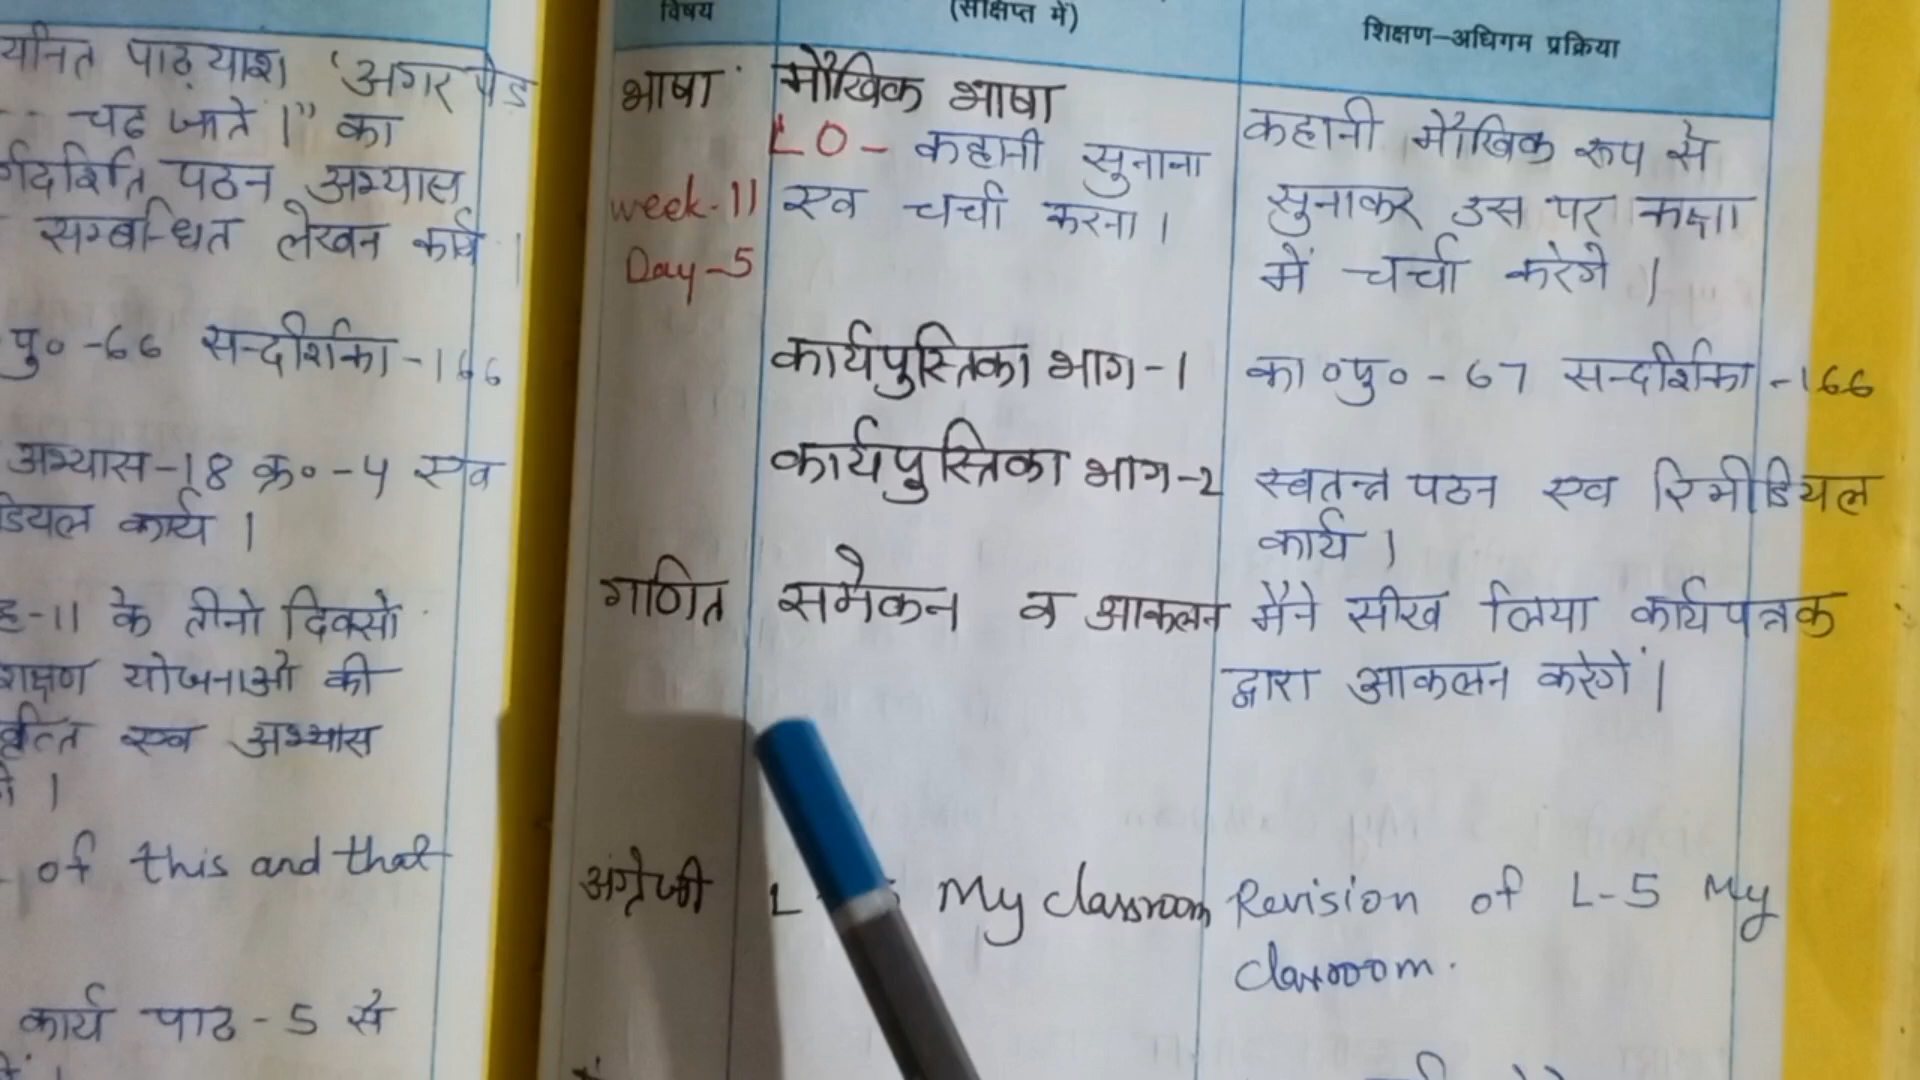 यनित पाठ्यांश 'अगर पेड
चढ जाते ।" का
पठन अभ्यास
सम्बन्धित लेखन कार्य ।
पु० -66 सन्दर्शिका -166
अभ्यास-18 क्र० -4 एव
डियल कार्य ।
ह-11 के तीनो दिवसो
शिक्षण योजनाओ की
एव अभ्यास
of this and that
कार्य पाठ - 5 से
विषय
(संक्षिप्त में)
शिक्षण–अधिगम प्रक्रिया
भाषा
week-11
Day-5
मौखिक भाषा
LO - कहानी सुनाना
एव चर्चा करना ।
कहानी मौखिक रूप से
सुनाकर उस पर कक्षा
में चर्चा करेगे ।
कार्यपुस्तिका भाग-1
का०पु० - 67 सन्दर्शिका -166
कार्यपुस्तिका भाग-2
स्वतन्त्र पठन एव रिमीडियल
कार्य ।
गणित
समेकन व आकलन
मैने सीख लिया कार्यपत्रक
द्वारा आकलन करेगें ।
अंग्रेजी
My classroom
Revision of L-5 My
classroom.